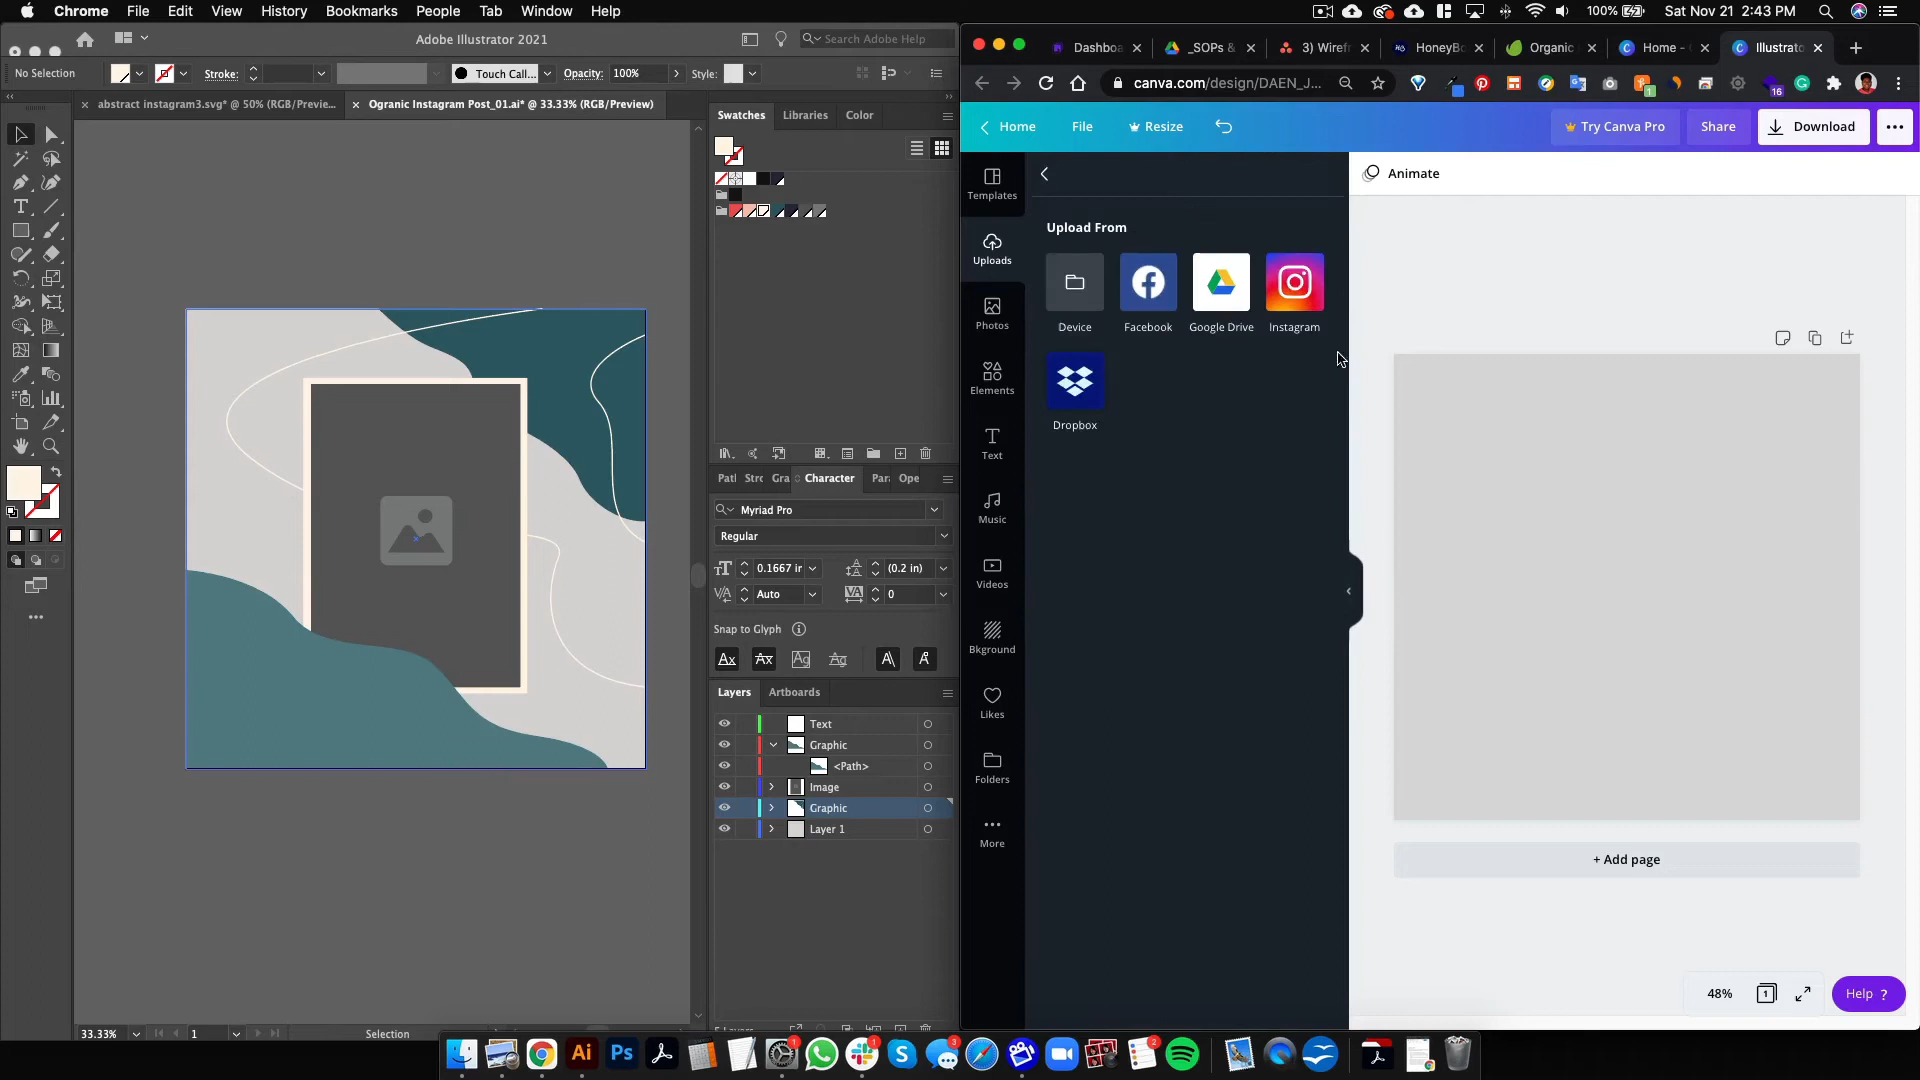 Chrome File Edit View History Bookmarks People Tab Window Help
100% Sat Nov 21 2:43 PM
Adobe Illustrator 2021
Search Adobe Help
No Selection Stroke: Touch Call... Opacity: 100% Style:
abstract instagram3.svg* @ 50% (RGB/Previe...
Ogranic Instagram Post_01.ai* @ 33.33% (RGB/Preview)
Swatches Libraries Color
Character
Myriad Pro
Regular
0.1667 in
(0.2 in)
Auto
0
Snap to Glyph
Layers Artboards
Text
Graphic
<Path>
Image
Graphic
Layer 1
33.33% 1 Selection
Dashboa
_SOPs &
3) Wirefr
HoneyBo
Organic
Home -
Illustrato
canva.com/design/DAEN_J...
16
1
Home File Resize Try Canva Pro Share Download
Templates
Uploads
Photos
Elements
Text
Music
Videos
Bkground
Likes
Folders
More
Upload From
Device Facebook Google Drive Instagram
Dropbox
Animate
+ Add page
48% 1 Help ?
Ai Ps